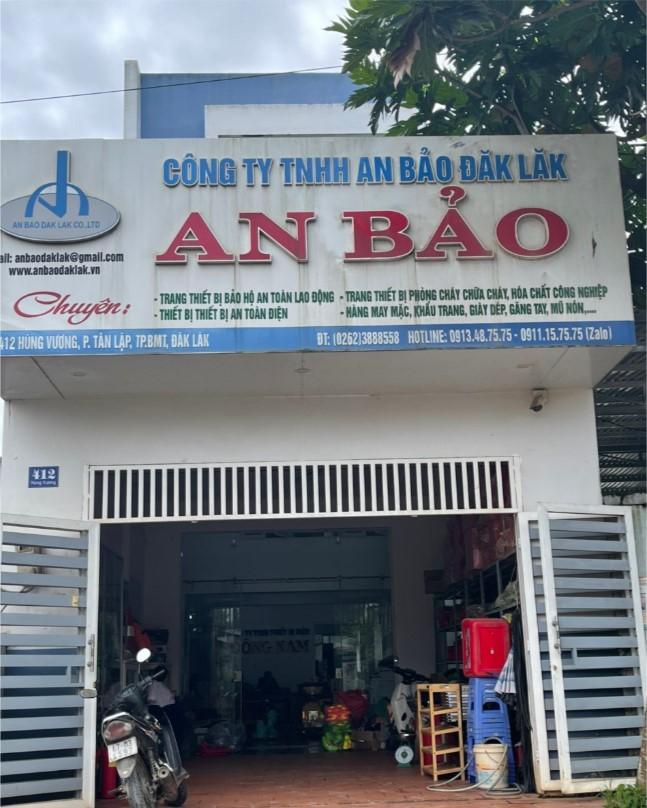 CÔNG TY TNHH AN BẢO ĐĂK LĂK
AN BAO DAK LAK CO.,LTD
AN BẢO
ail: anbaodaklak@gmail.com
www.anbaodaklak.vn
Chuyên:
- TRANG THIẾT BỊ BẢO HỘ AN TOÀN LAO ĐỘNG
- THIẾT BỊ THIẾT BỊ AN TOÀN ĐIỆN
- TRANG THIẾT BỊ PHÒNG CHÁY CHỮA CHÁY, HÓA CHẤT CÔNG NGHIỆP
- HÀNG MAY MẶC, KHẨU TRANG, GIÀY DÉP, GĂNG TAY, MŨ NÓN,....
412 HÙNG VƯƠNG, P. TÂN LẬP, TP.BMT, ĐĂK LĂK
ĐT: (0262)3888558 HOTLINE: 0913.48.75.75 - 0911.15.75.75 (Zalo)
412
Hùng Vương